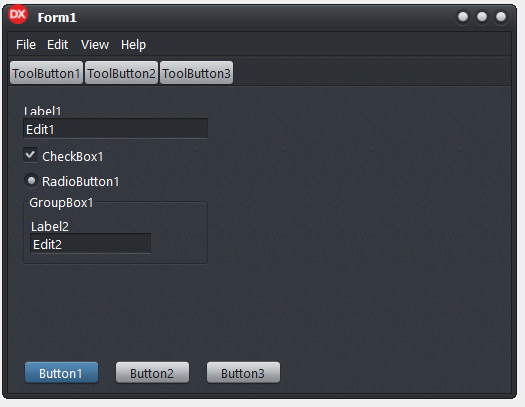 DX Form1
File Edit View Help
ToolButton1 ToolButton2 ToolButton3
Label1
Edit1
CheckBox1
RadioButton1
GroupBox1
Label2
Edit2
Button1 Button2 Button3